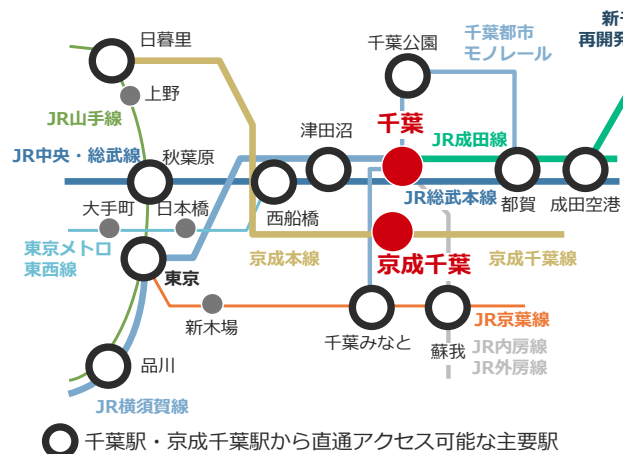 新千
再開発
日暮里
千葉公園
千葉都市
モノレール
上野
JR山手線
津田沼
千葉
JR成田線
JR中央・総武線
秋葉原
JR総武本線
大手町
日本橋
西船橋
都賀
成田空港
東京メトロ
東西線
東京
京成本線
京成千葉
京成千葉線
新木場
千葉みなと
蘇我
JR京葉線
JR内房線
JR外房線
品川
JR横須賀線
千葉駅・京成千葉駅から直通アクセス可能な主要駅